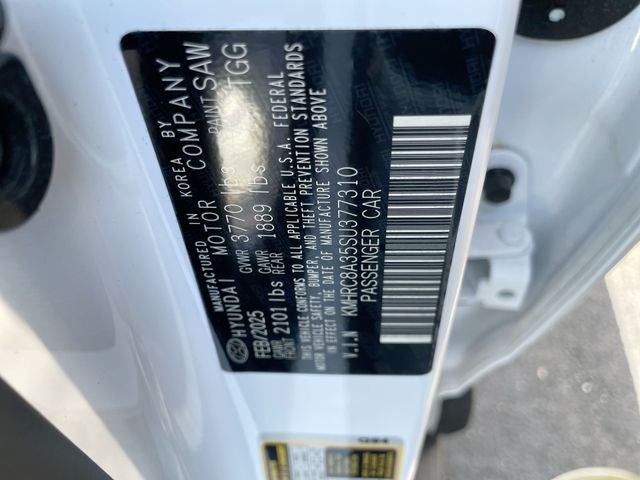 MANUFACTURED IN KOREA BY
HYUNDAI MOTOR COMPANY
FEB/2025 GVWR 3770 lbs PAINT SAW
GAWR FRONT 2101 lbs GAWR REAR 1889 lbs TGG
THIS VEHICLE CONFORMS TO ALL APPLICABLE U.S.A. FEDERAL
MOTOR VEHICLE SAFETY, BUMPER, AND THEFT PREVENTION STANDARDS
IN EFFECT ON THE DATE OF MANUFACTURE SHOWN ABOVE
V.I.N KMHRC8A35SU377310
PASSENGER CAR